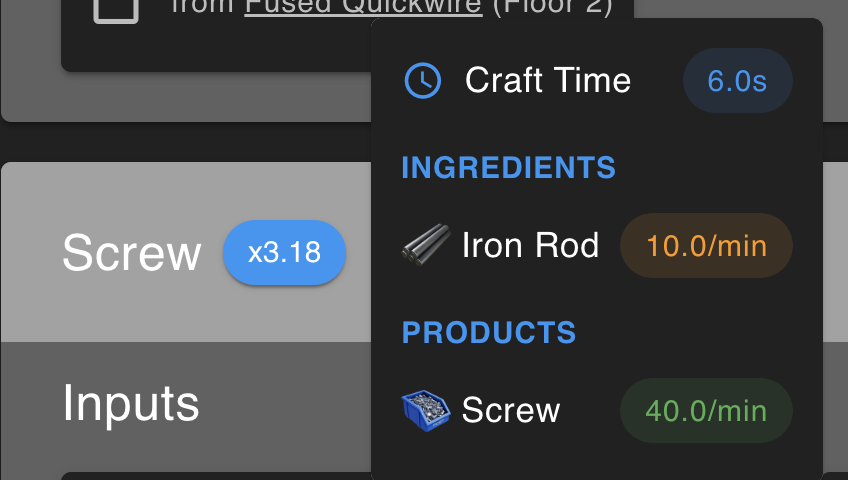 from Fused Quickwire (Floor 2)
Craft Time 6.0s
INGREDIENTS
Iron Rod 10.0/min
PRODUCTS
Screw 40.0/min
Screw x3.18
Inputs